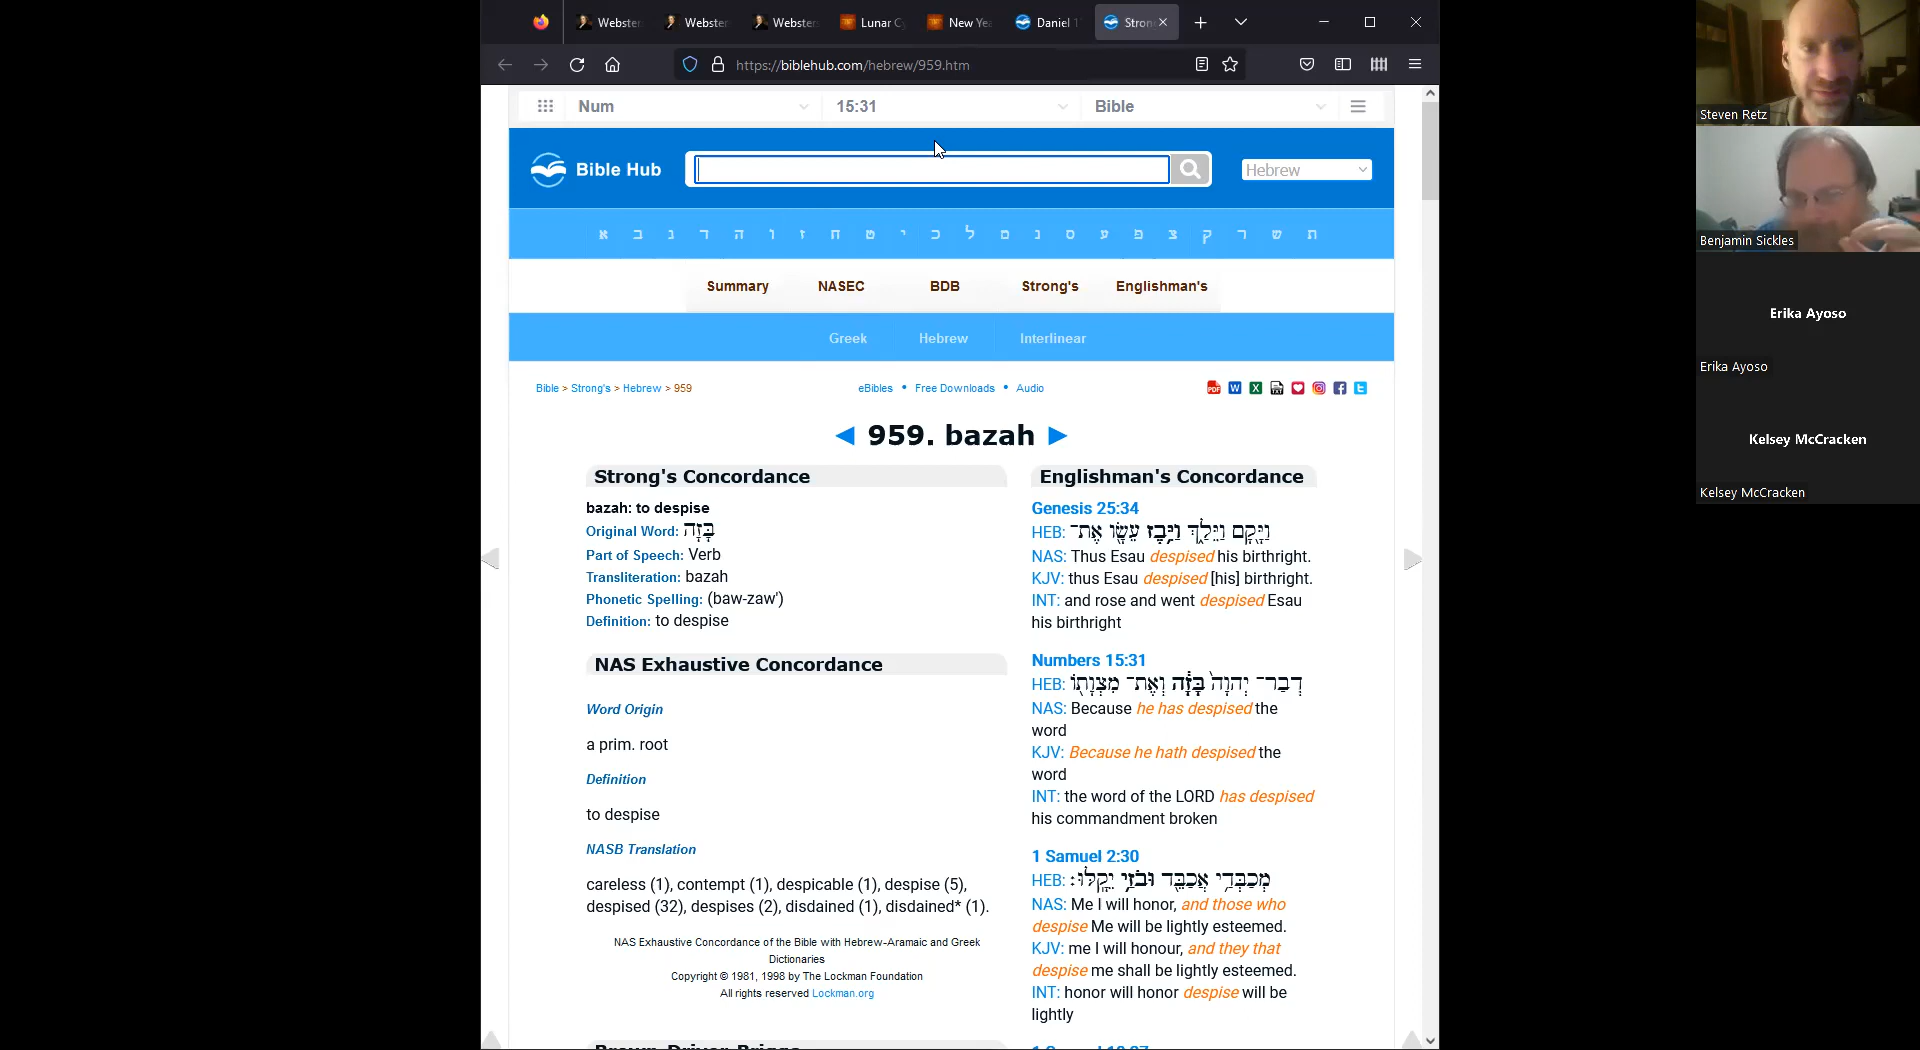 Webster
Webster
Webster
Lunar C
New Yea
Daniel 1
Stron
https://biblehub.com/hebrew/959.htm
Num
15:31
Bible
Bible Hub
Hebrew
א ב ג ד ה ו ז ח ט י כ ל ם נ ס ע פ צ ק ר ש ת
Summary
NASEC
BDB
Strong's
Englishman's
Greek
Hebrew
Interlinear
Bible > Strong's > Hebrew > 959
eBibles • Free Downloads • Audio
◄ 959. bazah ►
Strong's Concordance
bazah: to despise
Original Word: בָּזָה
Part of Speech: Verb
Transliteration: bazah
Phonetic Spelling: (baw-zaw')
Definition: to despise
NAS Exhaustive Concordance
Word Origin
a prim. root
Definition
to despise
NASB Translation
careless (1), contempt (1), despicable (1), despise (5),
despised (32), despises (2), disdained (1), disdained* (1).
NAS Exhaustive Concordance of the Bible with Hebrew-Aramaic and Greek
Dictionaries
Copyright © 1981, 1998 by The Lockman Foundation
All rights reserved Lockman.org
Brown-Driver-Briggs
Englishman's Concordance
Genesis 25:34
HEB: וַיָּ֣קָם וַיֵּלַ֑ךְ וַיִּ֥בֶז עֵשָׂ֖ו אֶת־
NAS: Thus Esau despised his birthright.
KJV: thus Esau despised [his] birthright.
INT: and rose and went despised Esau
his birthright
Numbers 15:31
HEB: דְבַר־ יְהוָה֙ בָּזָ֔ה וְאֶת־ מִצְוָת֖וֹ
NAS: Because he has despised the
word
KJV: Because he hath despised the
word
INT: the word of the LORD has despised
his commandment broken
1 Samuel 2:30
HEB: מְכַבְּדַ֥י אֲכַבֵּ֖ד וּבֹזַ֥י יֵקָֽלּוּ׃
NAS: Me I will honor, and those who
despise Me will be lightly esteemed.
KJV: me I will honour, and they that
despise me shall be lightly esteemed.
INT: honor will honor despise will be
lightly
Steven Retz
Benjamin Sickles
Erika Ayoso
Erika Ayoso
Kelsey McCracken
Kelsey McCracken